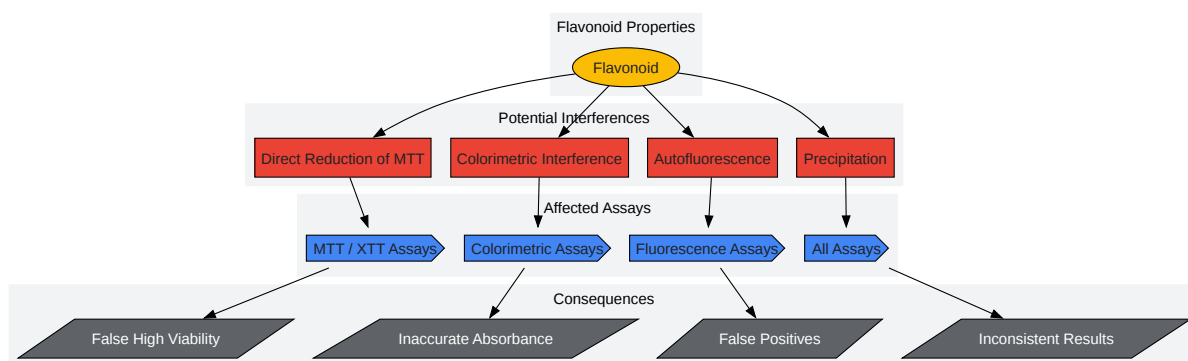 Flavonoid Properties
Flavonoid
Potential Interferences
Direct Reduction of MTT
Colorimetric Interference
Autofluorescence
Precipitation
Affected Assays
MTT / XTT Assays
Colorimetric Assays
Fluorescence Assays
All Assays
Consequences
False High Viability
Inaccurate Absorbance
False Positives
Inconsistent Results